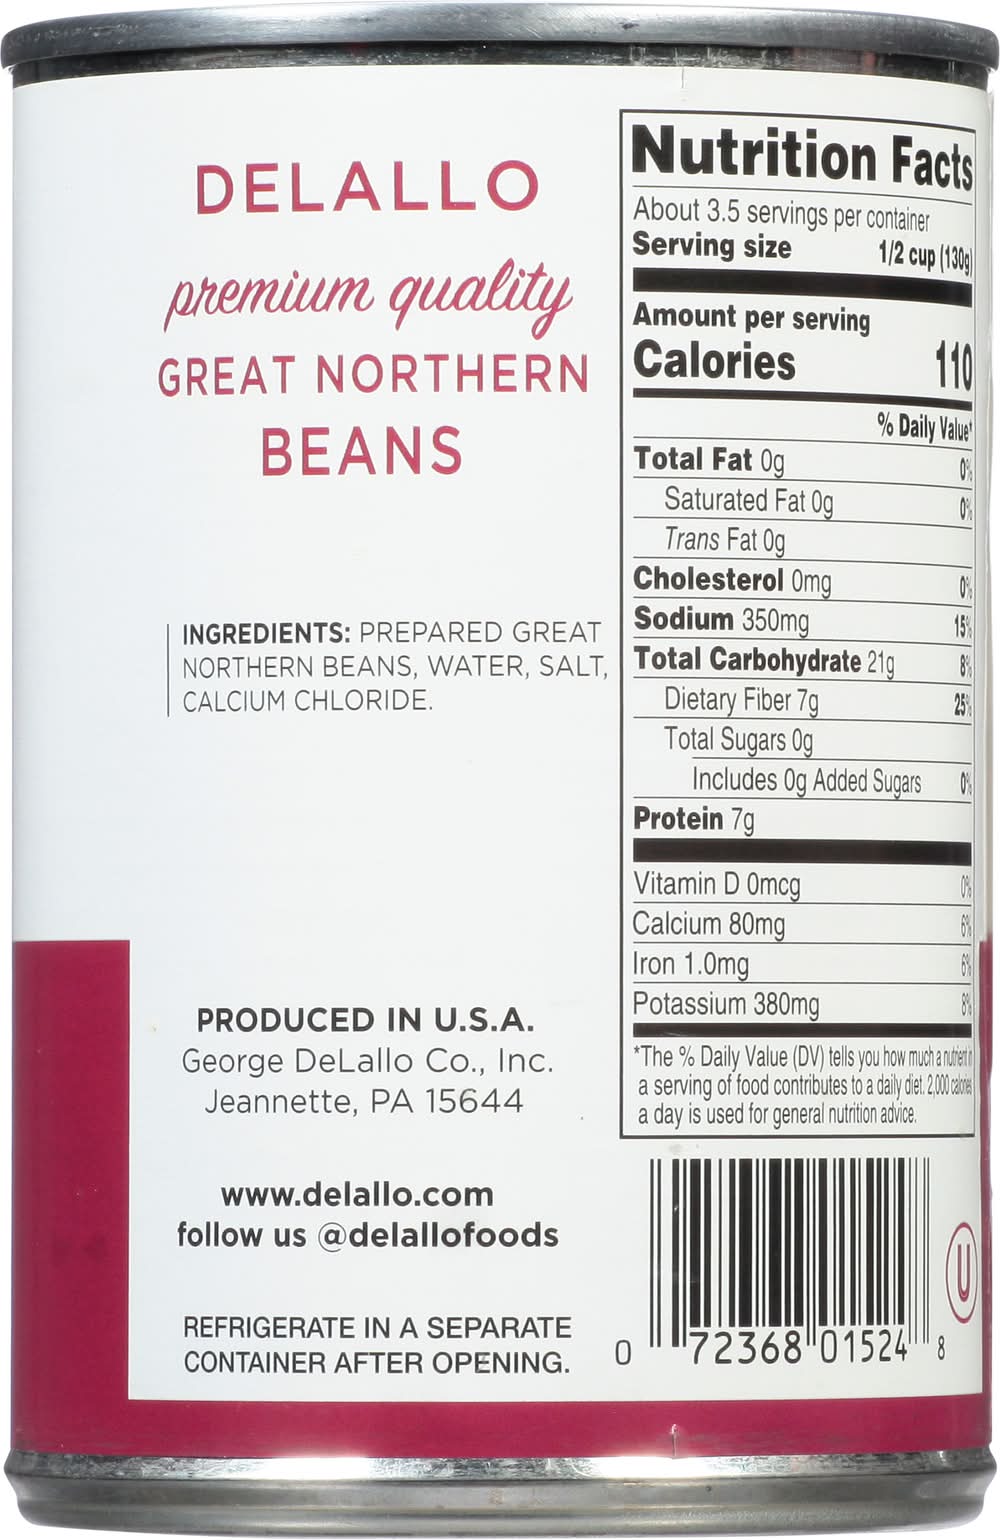 DELALLO
premium quality
GREAT NORTHERN
BEANS
INGREDIENTS: PREPARED GREAT
NORTHERN BEANS, WATER, SALT,
CALCIUM CHLORIDE.
PRODUCED IN U.S.A.
George DeLallo Co., Inc.
Jeannette, PA 15644
www.delallo.com
follow us @delallofoods
REFRIGERATE IN A SEPARATE
CONTAINER AFTER OPENING.
Nutrition Facts
About 3.5 servings per container
Serving size 1/2 cup (130g)
Amount per serving
Calories 110
% Daily Value*
Total Fat 0g 0%
Saturated Fat 0g 0%
Trans Fat 0g
Cholesterol 0mg 0%
Sodium 350mg 15%
Total Carbohydrate 21g 8%
Dietary Fiber 7g 25%
Total Sugars 0g
Includes 0g Added Sugars 0%
Protein 7g
Vitamin D 0mcg 0%
Calcium 80mg 6%
Iron 1.0mg 6%
Potassium 380mg 8%
*The % Daily Value (DV) tells you how much a nutrient in
a serving of food contributes to a daily diet. 2,000 calories
a day is used for general nutrition advice.
U
0 72368 01524 8